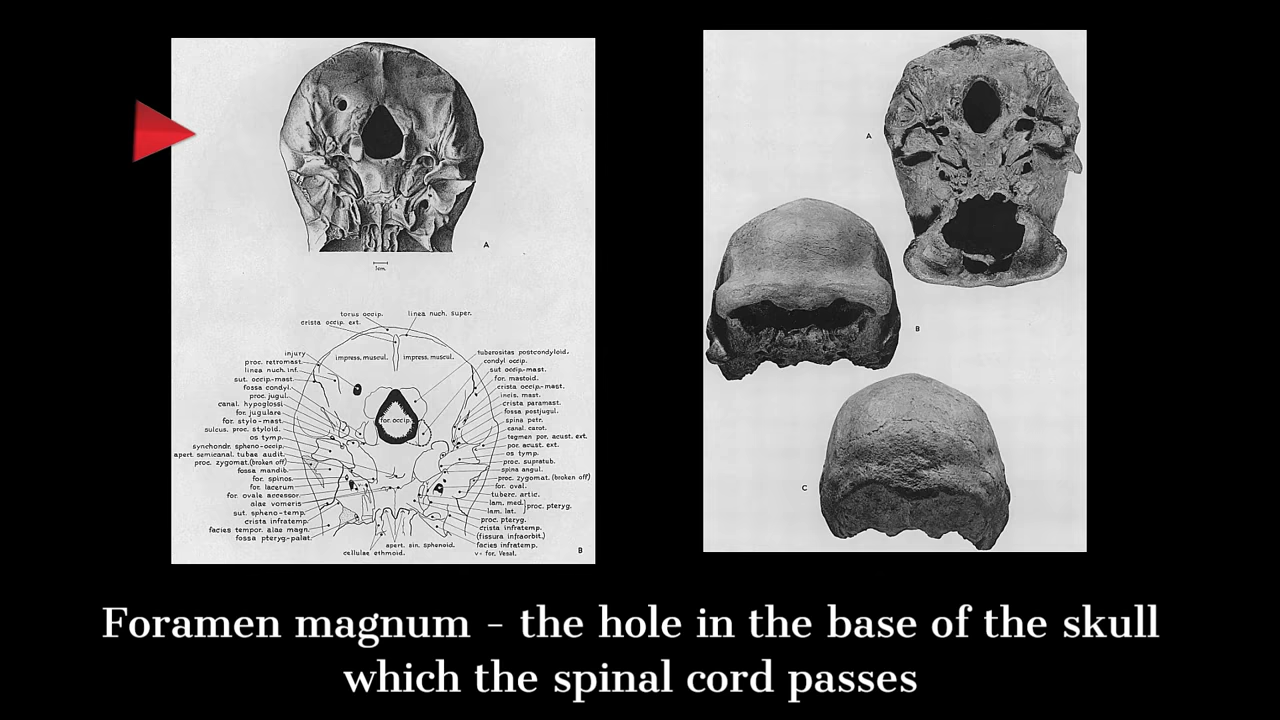 A
1cm.
torus occip.
linea nuch. super.
crista occip. ext.
impress. muscul.
impress. muscul.
injury
proc. retromast.
linea nuch. inf.
sut. occip-mast.
fossa condyl.
proc. jugul.
canal. hypoglossi
for. jugulare
for. stylo-mast.
sulcus. proc. styloid.
os tymp.
synchondr. spheno-occip.
apert. semicanal. tubae audit.
proc. zygomat.(broken off)
fossa mandib.
for. spinos.
for. lacerum
for. ovale accessor.
alae vomeris
sut. spheno-temp.
crista infratemp.
facies tempor. alae magn.
fossa pteryg-palat.
for. occip.
tuberositas postcondyloid.
condyl occip.
sut occip-mast.
for. mastoid.
crista occip.-mast.
incis. mast.
crista paramast.
fossa postjugul.
spina petr.
canal. carot.
tegmen por. acust. ext.
por. acust. ext.
os tymp.
proc. supratub.
spina angul.
proc. zygomat. (broken off)
for. oval.
tuberc. artic.
lam. med.
lam. lat.
proc. pteryg.
proc. pteryg.
crista infratemp.
(fissura infraorbit.)
facies infratemp.
v = for. Vesal.
apert. sin. sphenoid.
cellulae ethmoid.
B
A
B
C
Foramen magnum - the hole in the base of the skull
which the spinal cord passes